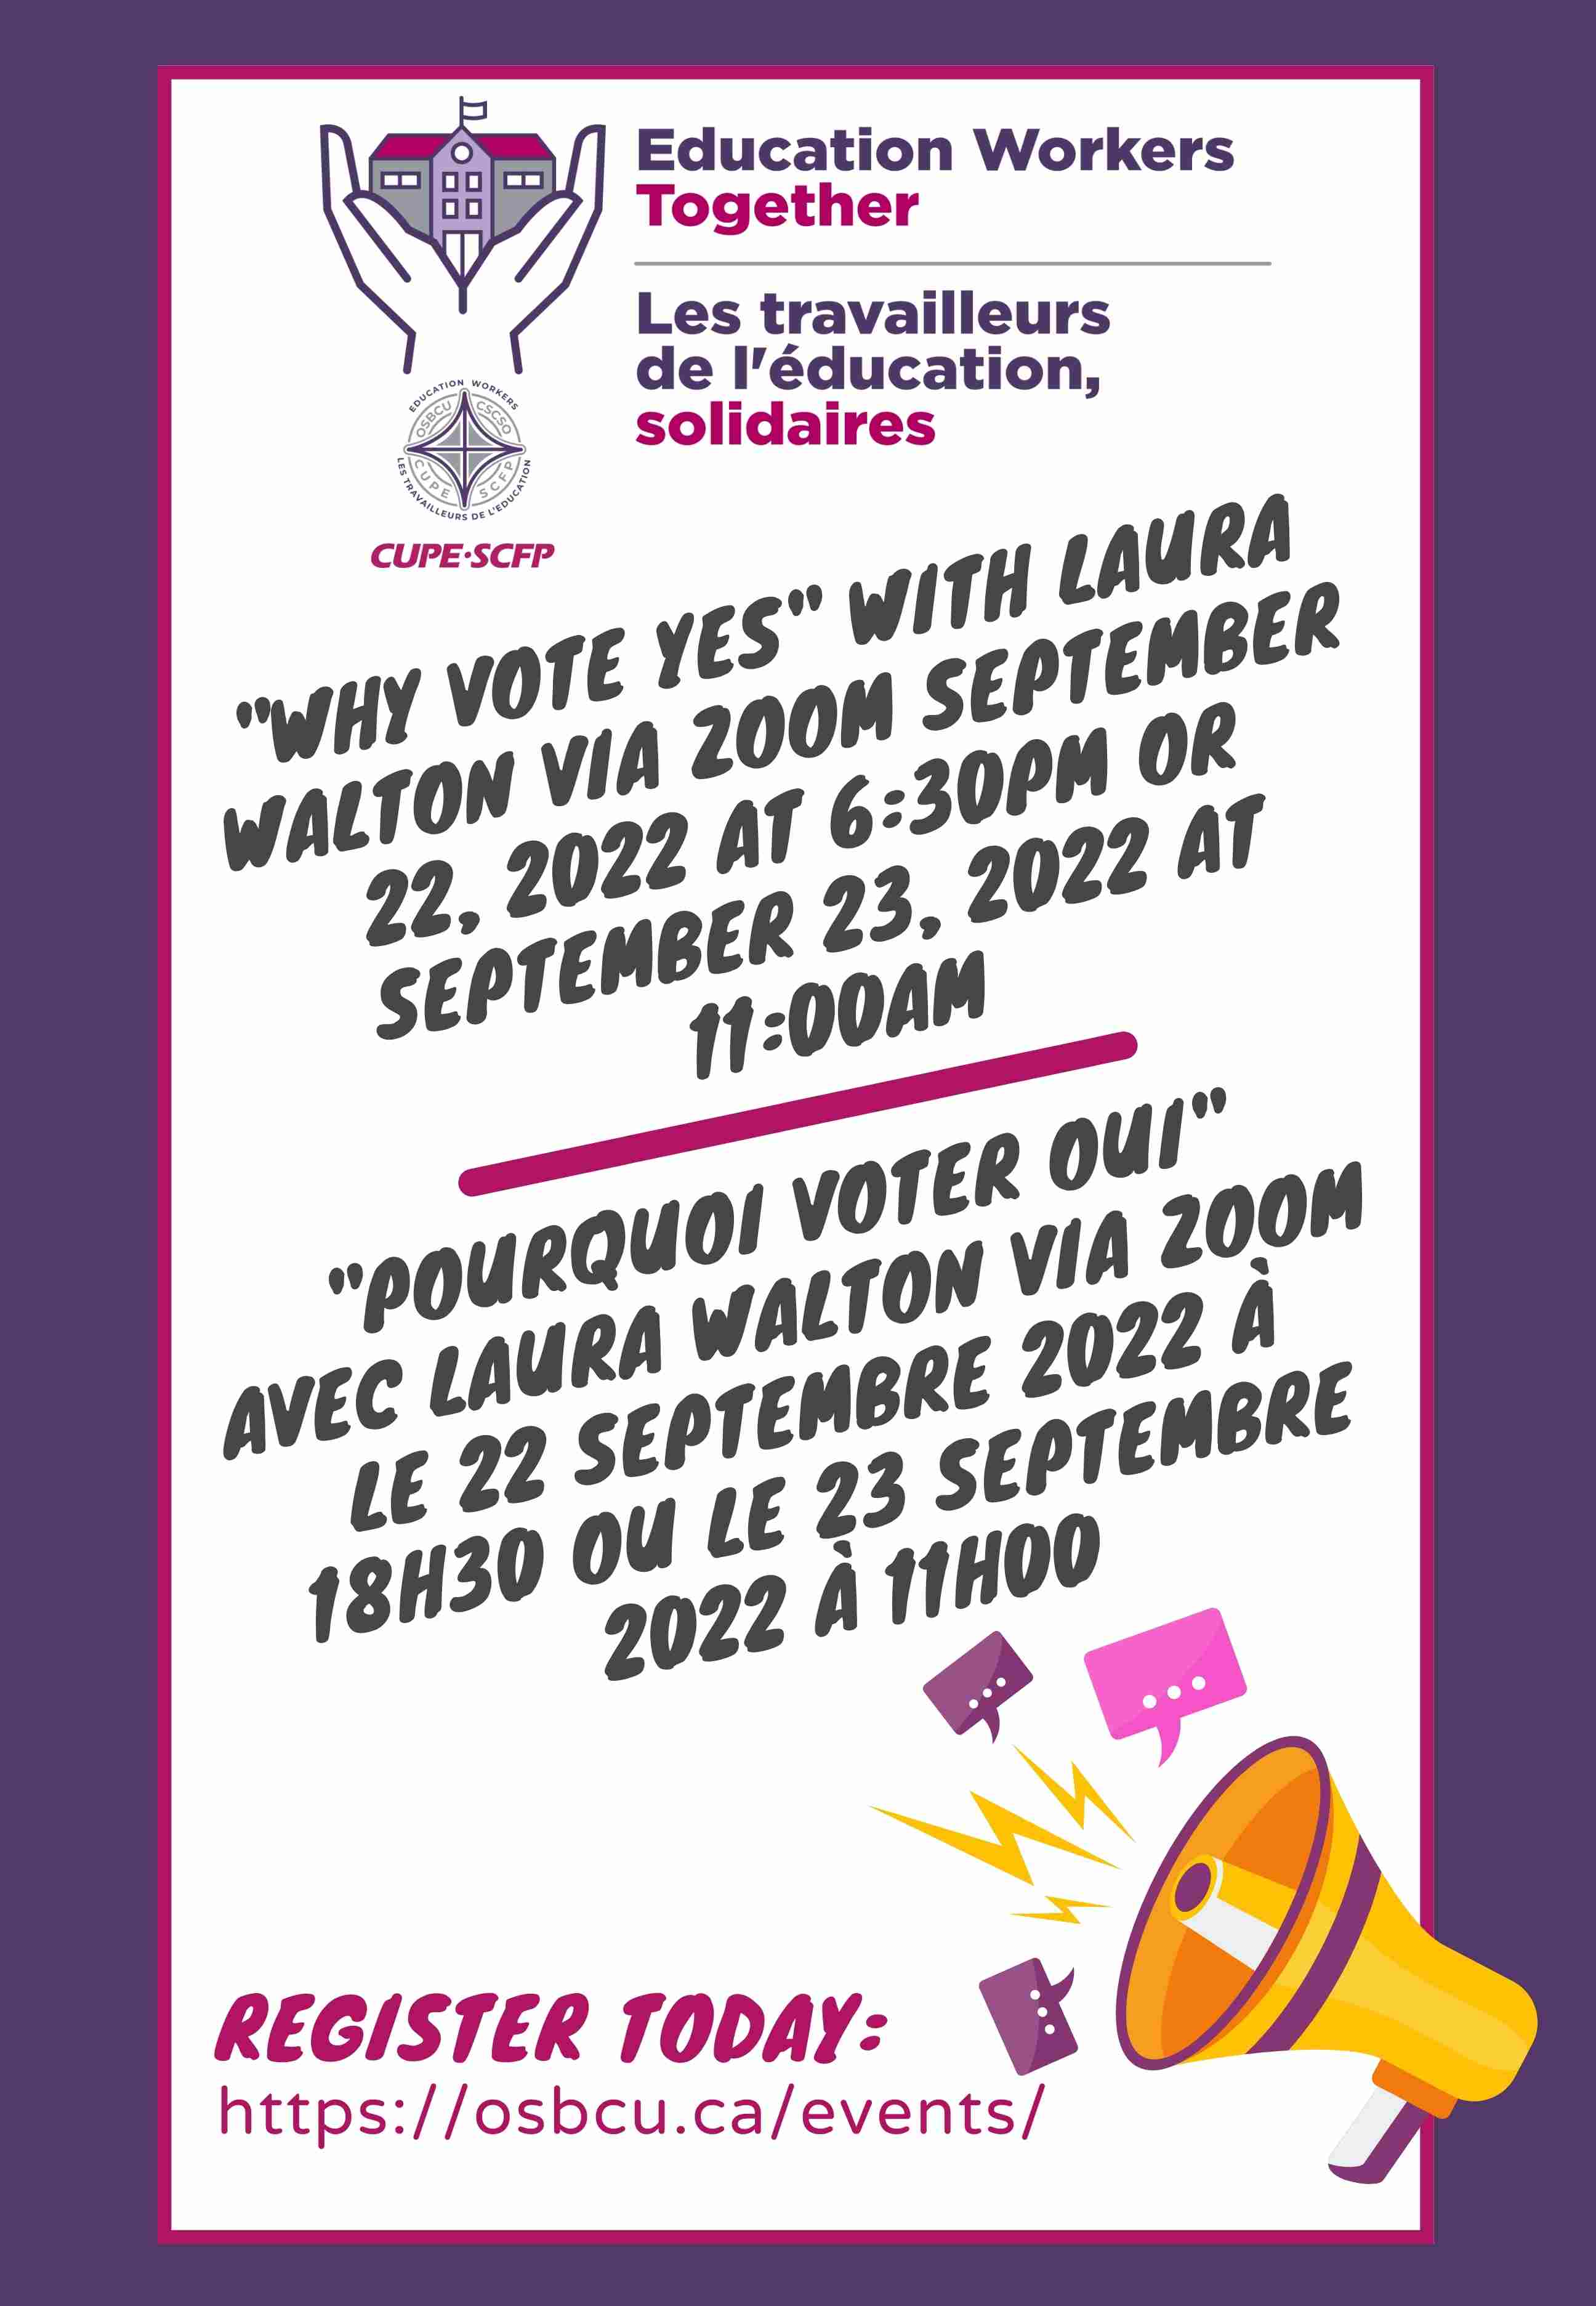 Education Workers
Together
Les travailleurs
de l'éducation,
solidaires
EDUCATION WORKERS
OSBCU CSCSO
CUPE SCFP
LES TRAVAILLEURS DE L'EDUCATION
CUPE·SCFP
"WHY VOTE YES" WITH LAURA
WALTON VIA ZOOM SEPTEMBER
22, 2022 AT 6:30PM OR
SEPTEMBER 23, 2022 AT
11:00AM
"POURQUOI VOTER OUI"
AVEC LAURA WALTON VIA ZOOM
LE 22 SEPTEMBRE 2022 À
18H30 OU LE 23 SEPTEMBRE
2022 À 11H00
REGISTER TODAY:
https://osbcu.ca/events/